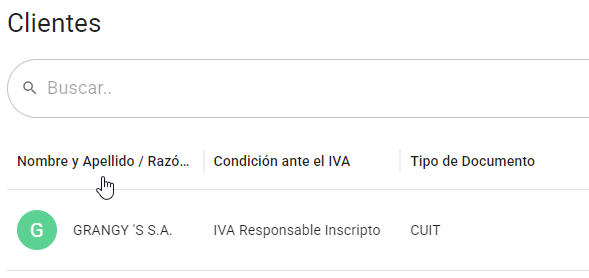 Clientes
Buscar..
Nombre y Apellido / Razó... Condición ante el IVA Tipo de Documento
G GRANGY 'S S.A. IVA Responsable Inscripto CUIT